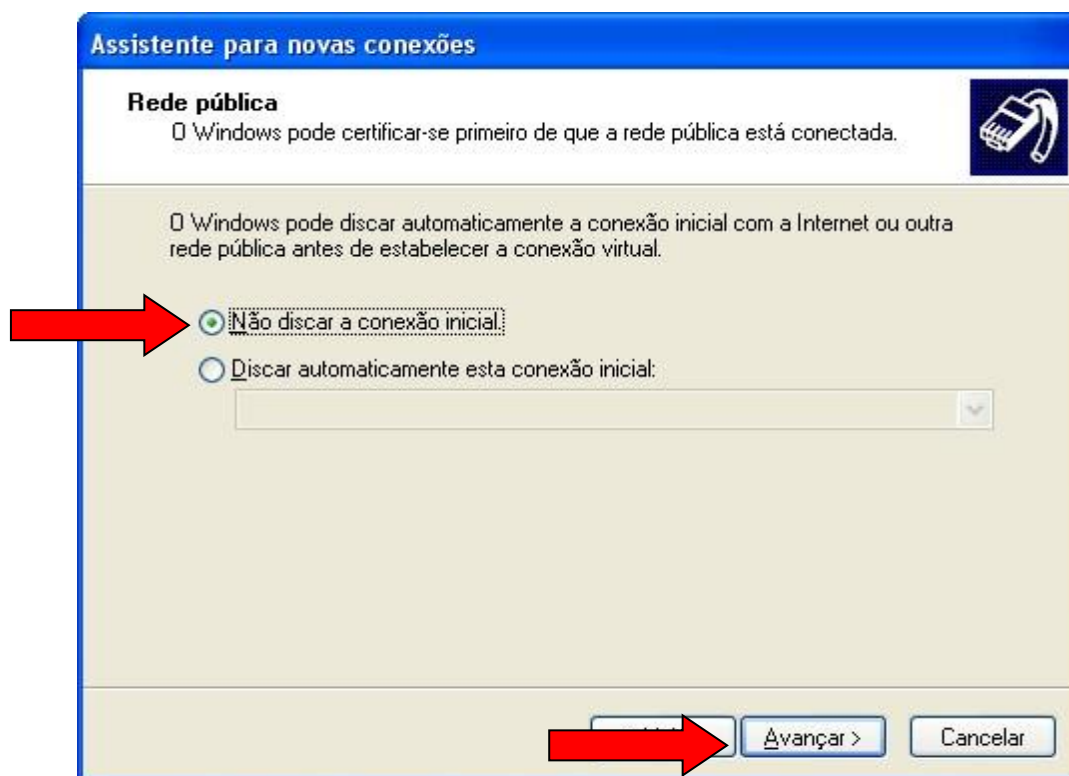 Assistente para novas conexões
Rede pública
O Windows pode certificar-se primeiro de que a rede pública está conectada.
O Windows pode discar automaticamente a conexão inicial com a Internet ou outra
rede pública antes de estabelecer a conexão virtual.
Não discar a conexão inicial.
Discar automaticamente esta conexão inicial:
Avançar >
Cancelar